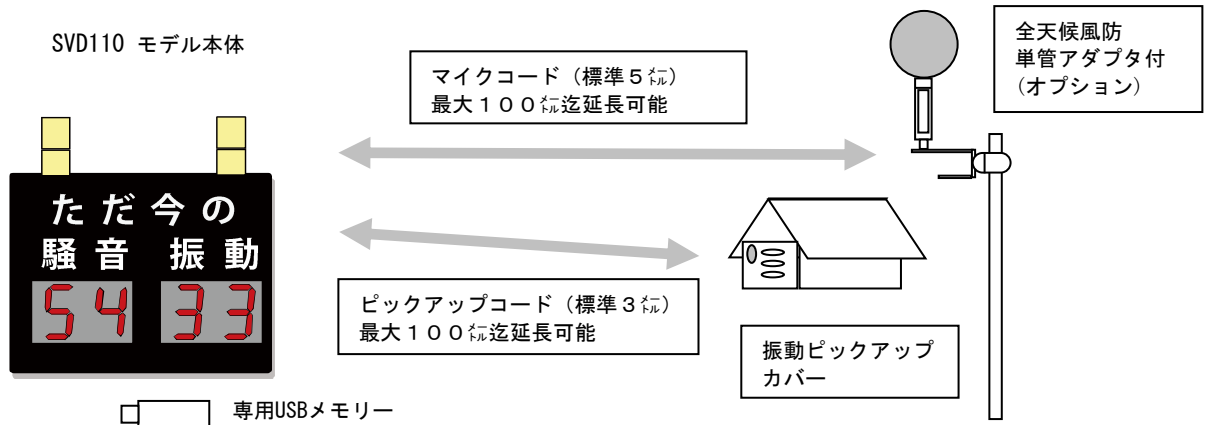 SVD110 モデル本体
マイクコード（標準５㍍）
最大１００㍍迄延長可能
全天候風防
単管アダプタ付
(オプション)
ただ今の
騒音 振動
54 33
ピックアップコード（標準３㍍）
最大１００㍍迄延長可能
振動ピックアップ
カバー
専用USBメモリー